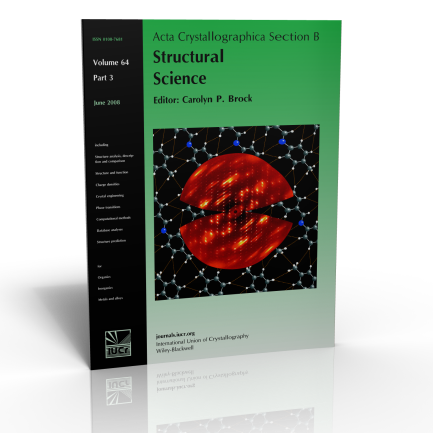 ISSN 0108-7681
Volume 64
Part 3
June 2008
Including
Structure analysis, descrip-
tion and comparison
Structure and function
Charge densities
Crystal engineering
Phase transitions
Computational methods
Database analysis
Structure prediction
for
Organics
Inorganics
Metals and alloys
IUCr
Acta Crystallographica Section B
Structural
Science
Editor: Carolyn P. Brock
journals.iucr.org
International Union of Crystallography
Wiley-Blackwell